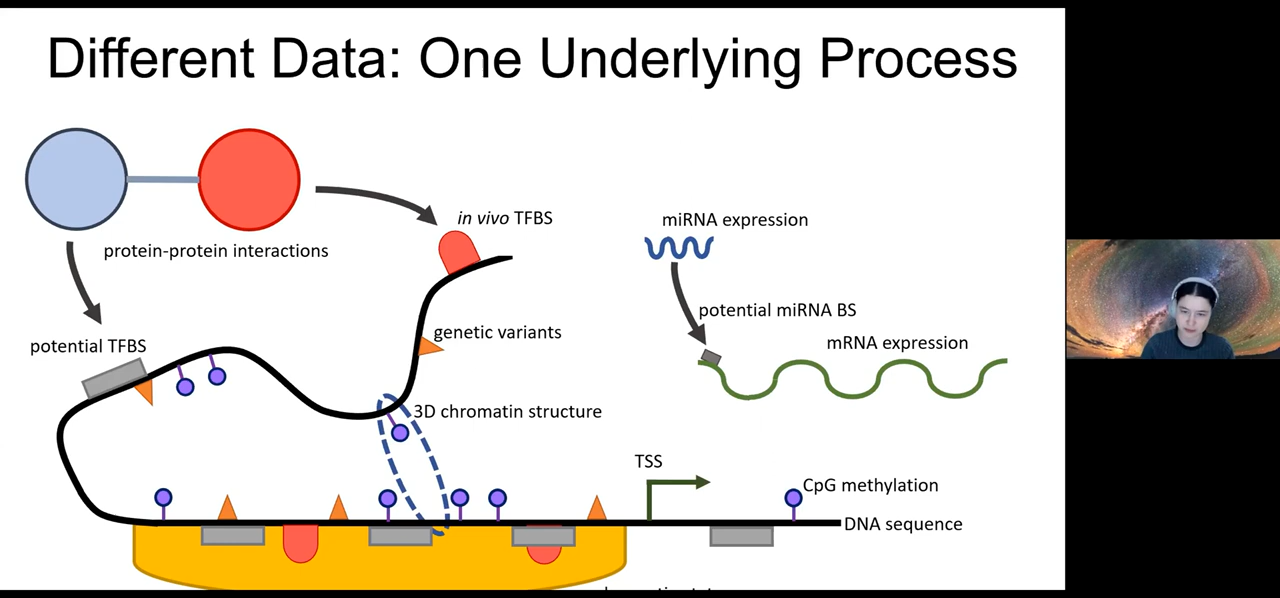 Different Data: One Underlying Process
in vivo TFBS
miRNA expression
protein-protein interactions
potential miRNA BS
genetic variants
potential TFBS
mRNA expression
3D chromatin structure
TSS
CpG methylation
DNA sequence